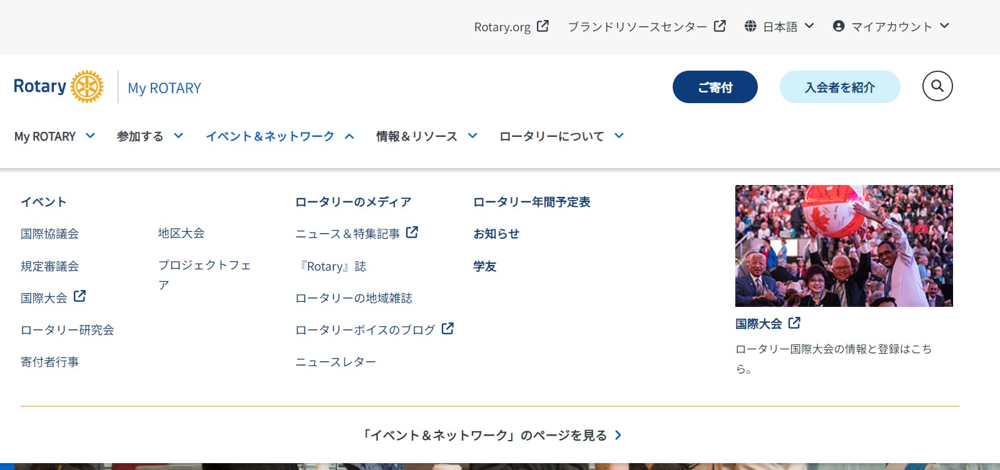 Rotary.org
ブランドリソースセンター
日本語
マイアカウント
Rotary
My ROTARY
ご寄付
入会者を紹介
My ROTARY
参加する
イベント＆ネットワーク
情報＆リソース
ロータリーについて
イベント
国際協議会
規定審議会
国際大会
ロータリー研究会
寄付者行事
地区大会
プロジェクトフェ
ア
ロータリーのメディア
ニュース＆特集記事
『Rotary』誌
ロータリーの地域雑誌
ロータリーボイスのブログ
ニュースレター
ロータリー年間予定表
お知らせ
学友
国際大会
ロータリー国際大会の情報と登録はこち
ら。
「イベント＆ネットワーク」のページを見る